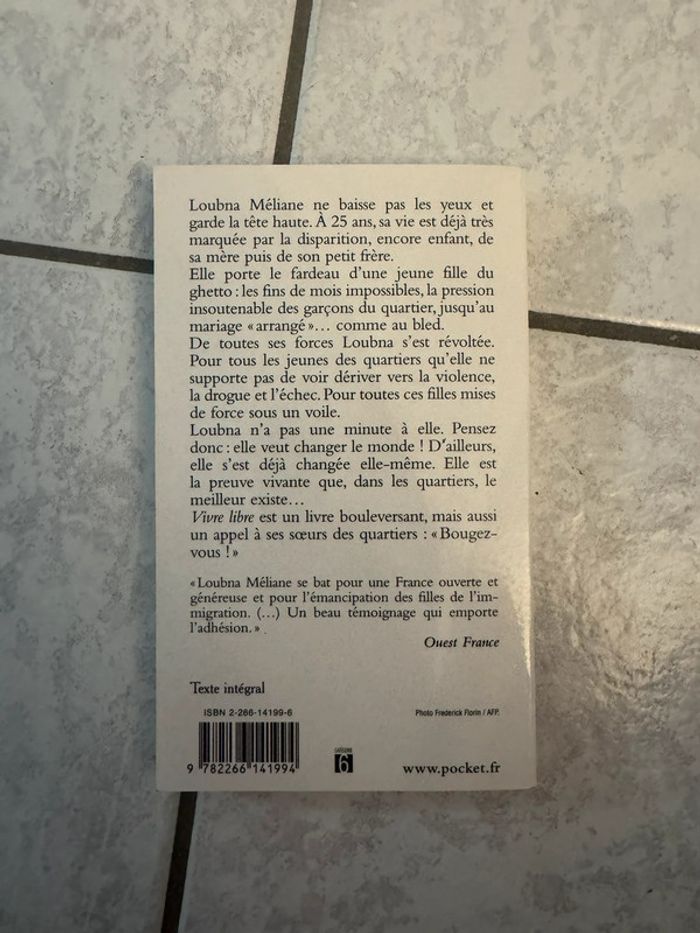 Loubna Méliane ne baisse pas les yeux et
garde la tête haute. À 25 ans, sa vie est déjà très
marquée par la disparition, encore enfant, de
sa mère puis de son petit frère.
Elle porte le fardeau d'une jeune fille du
ghetto : les fins de mois impossibles, la pression
insoutenable des garçons du quartier, jusqu'au
mariage « arrangé »... comme au bled.
De toutes ses forces Loubna s'est révoltée.
Pour tous les jeunes des quartiers qu'elle ne
supporte pas de voir dériver vers la violence,
la drogue et l'échec. Pour toutes ces filles mises
de force sous un voile.
Loubna n'a pas une minute à elle. Pensez
donc : elle veut changer le monde ! D'ailleurs,
elle s'est déjà changée elle-même. Elle est
la preuve vivante que, dans les quartiers, le
meilleur existe...
Vivre libre est un livre bouleversant, mais aussi
un appel à ses sœurs des quartiers : « Bougez-
vous ! »
« Loubna Méliane se bat pour une France ouverte et
généreuse et pour l'émancipation des filles de l'im-
migration. (...) Un beau témoignage qui emporte
l'adhésion. »
Ouest France
Texte intégral
ISBN 2-266-14199-6
Photo Frederick Florin / AFP.
9 782266 141994
CATÉGORIE
6
www.pocket.fr